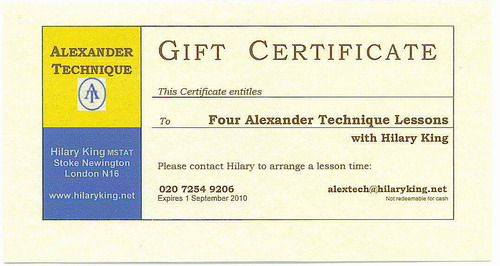 ALEXANDER
TECHNIQUE
AT
Hilary King MSTAT
Stoke Newington
London N16
www.hilaryking.net
GIFT CERTIFICATE
This Certificate entitles
To Four Alexander Technique Lessons
with Hilary King
Please contact Hilary to arrange a lesson time:
020 7254 9206 alextech@hilaryking.net
Expires 1 September 2010 Not redeemable for cash